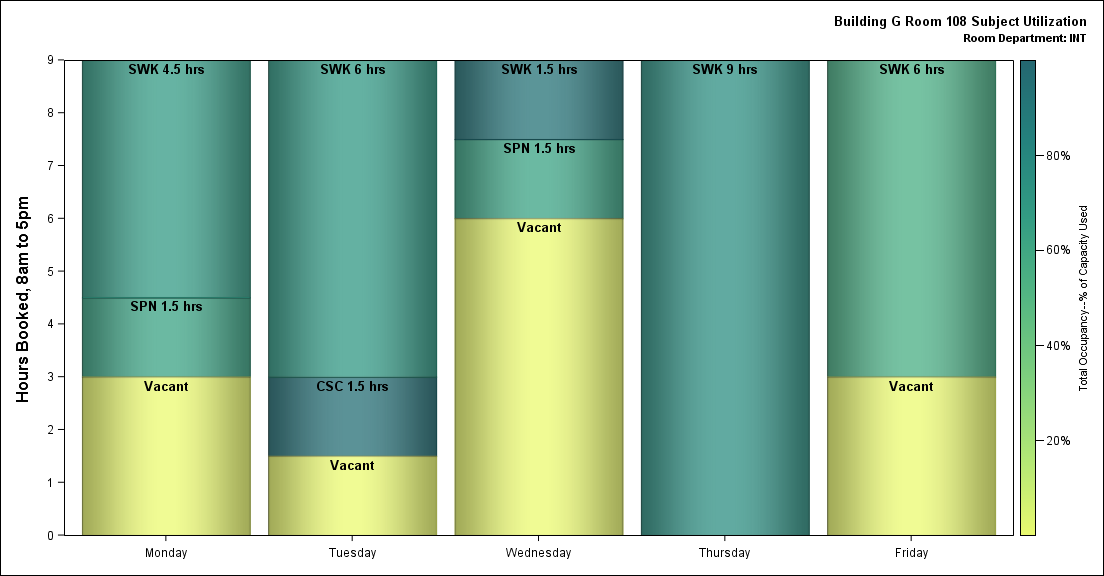 Building G Room 108 Subject Utilization
Room Department: INT
Hours Booked, 8am to 5pm
9
8
7
6
5
4
3
2
1
0
SWK 4.5 hrs
SPN 1.5 hrs
Vacant
SWK 6 hrs
CSC 1.5 hrs
Vacant
SWK 1.5 hrs
SPN 1.5 hrs
Vacant
SWK 9 hrs
SWK 6 hrs
Vacant
Monday
Tuesday
Wednesday
Thursday
Friday
80%
60%
40%
20%
Total Occupancy--% of Capacity Used